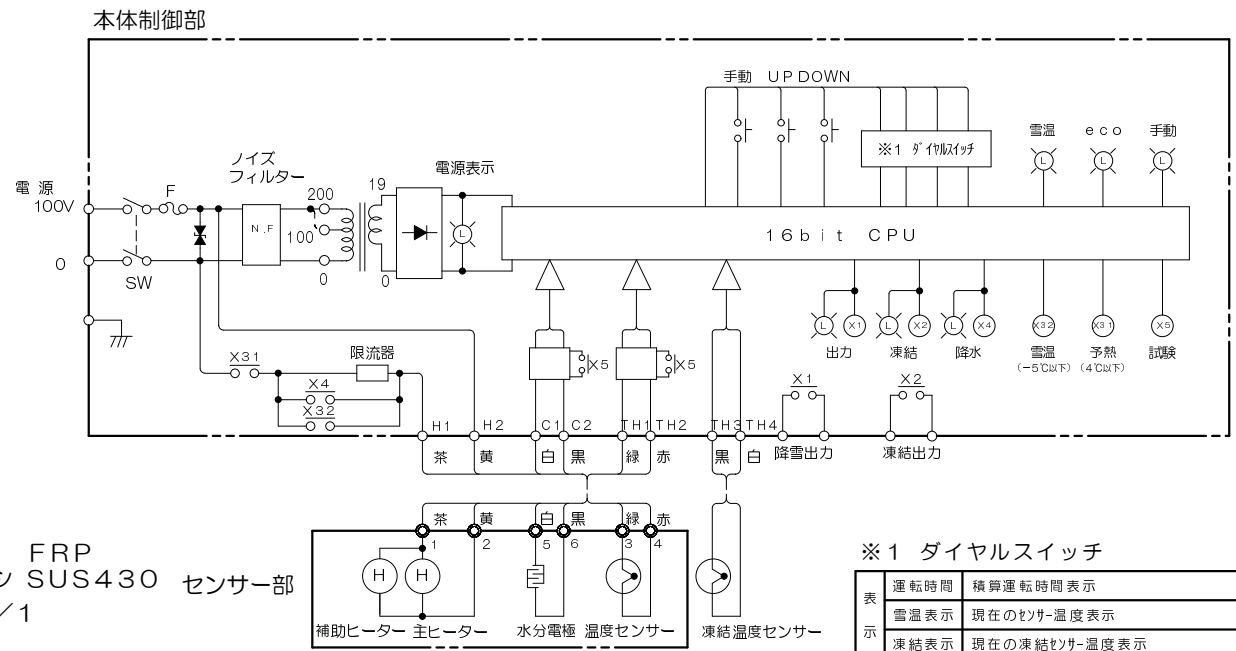 本体制御部
手動 UP DOWN
※1 ダイヤルスイッチ
雪温 eco 手動
L L L
電源
100V
0
SW
F
ノイズ
フィルター
N.F
200
100
0
19
0
電源表示
L
16bit CPU
L X1 L X2 L X4 X32 X31 X5
出力 凍結 降水 雪温 予熱 試験
(-5℃以下) (4℃以下)
X31
限流器
X4
X32
X5 X5
X1 X2
H1 H2 C1 C2 TH1 TH2 TH3 TH4
茶 黄 白 黒 緑 赤 黒 白 降雪出力 凍結出力
茶 黄 白 黒 緑 赤
1 2 5 6 3 4
H H
補助ヒーター 主ヒーター 水分電極 温度センサー 凍結温度センサー
FRP
SUS430 センサー部
/1
※1 ダイヤルスイッチ
表示
運転時間 積算運転時間表示
雪温表示 現在のセンサー温度表示
凍結表示 現在の凍結センサー温度表示